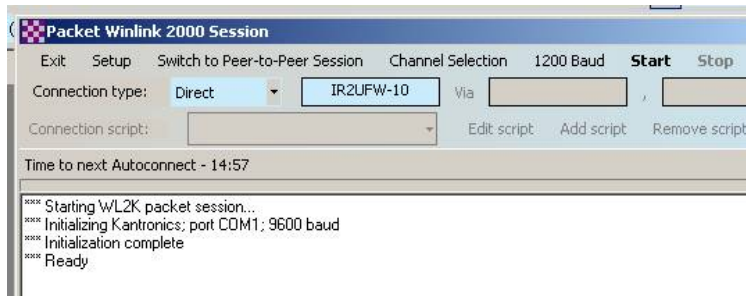 Packet Winlink 2000 Session
Exit Setup Switch to Peer-to-Peer Session Channel Selection 1200 Baud Start Stop
Connection type: Direct IR2UFW-10 Via ,
Connection script: Edit script Add script Remove script
Time to next Autoconnect - 14:57
*** Starting WL2K packet session...
*** Initializing Kantronics; port COM1; 9600 baud
*** Initialization complete
*** Ready